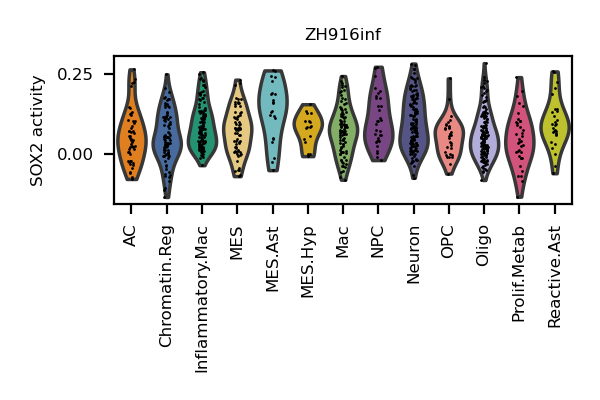 ZH916inf
SOX2 activity
0.25
0.00
AC
Chromatin.Reg
Inflammatory.Mac
MES
MES.Ast
MES.Hyp
Mac
NPC
Neuron
OPC
Oligo
Prolif.Metab
Reactive.Ast